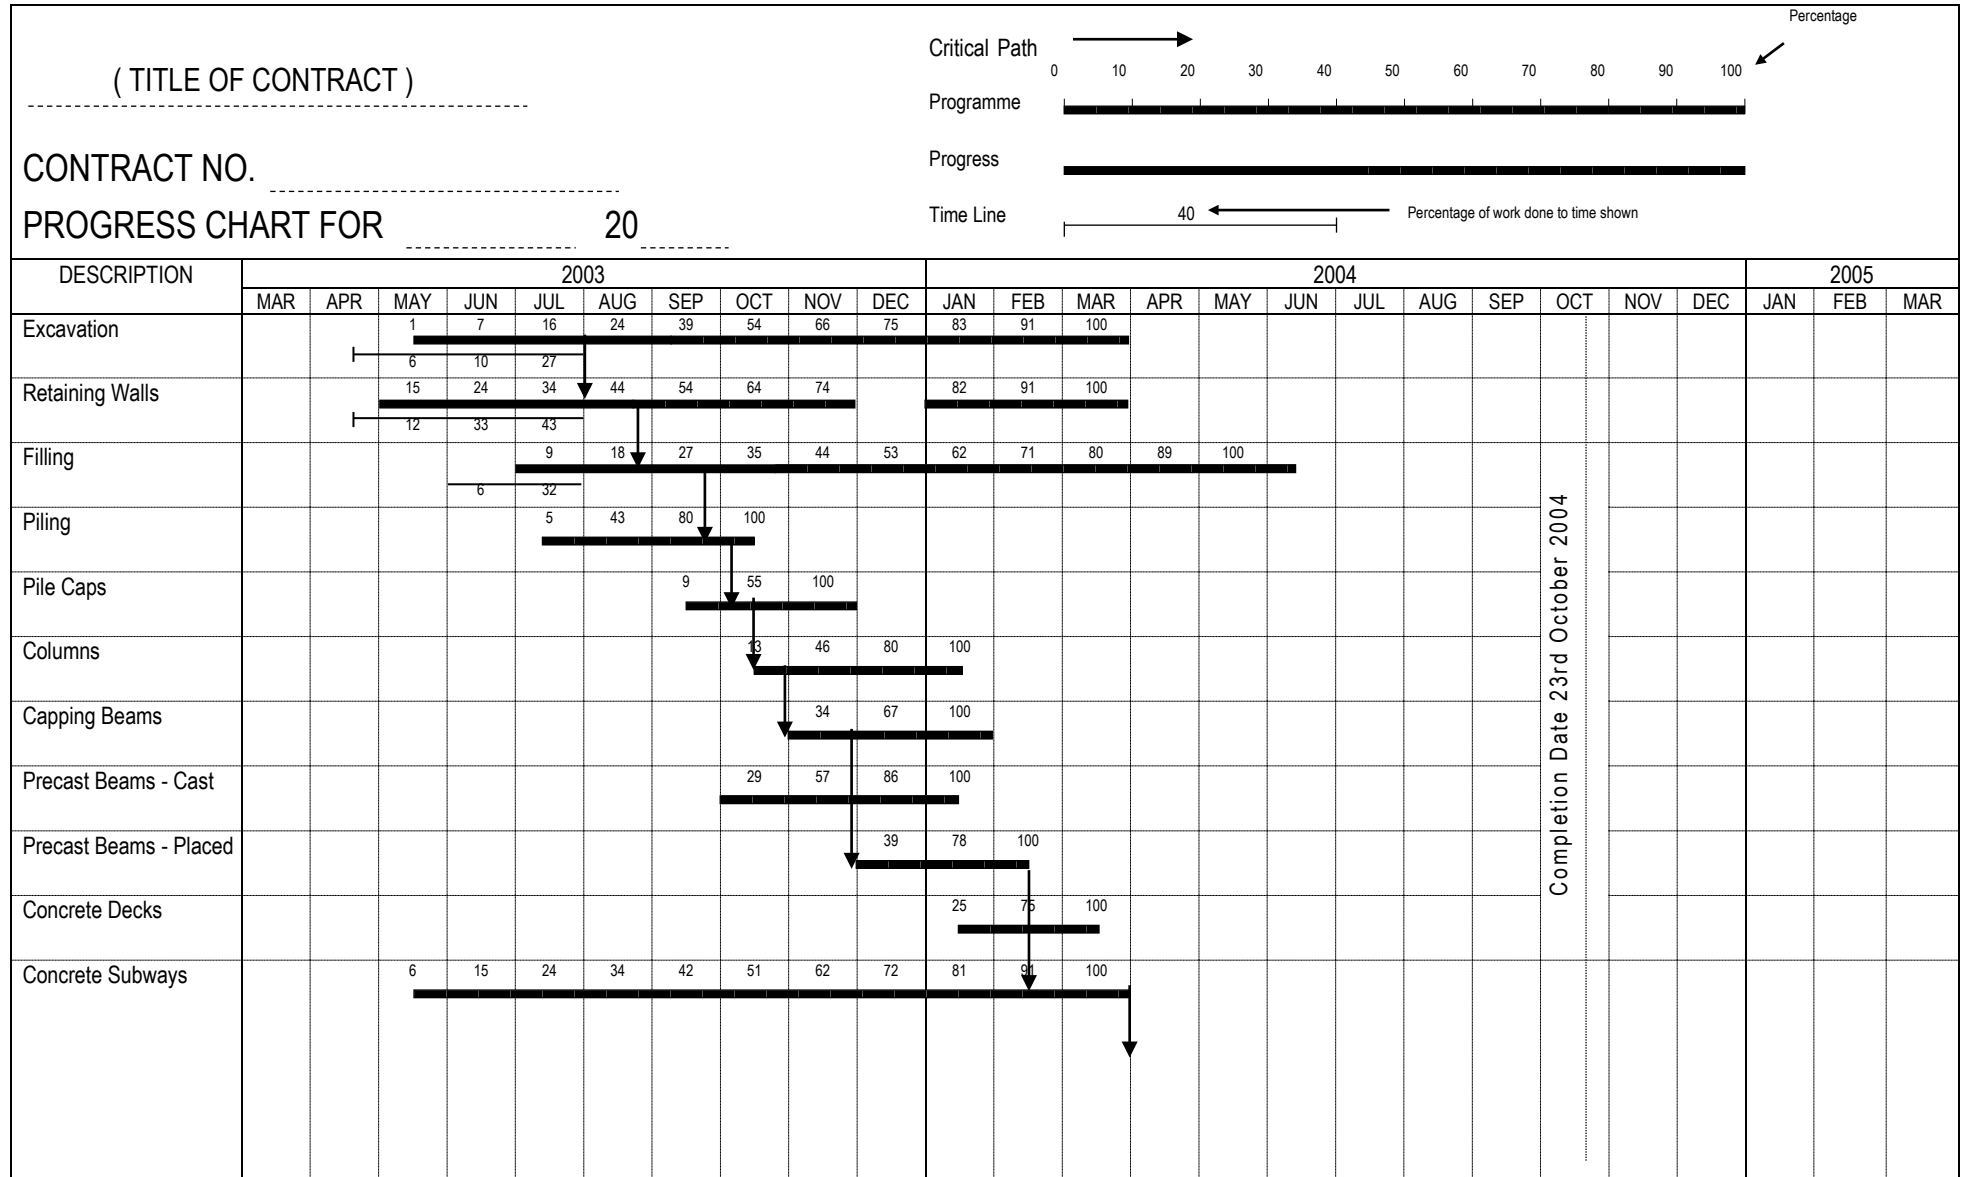 Percentage
Critical Path
( TITLE OF CONTRACT )
0 10 20 30 40 50 60 70 80 90 100
Programme
CONTRACT NO.
Progress
PROGRESS CHART FOR 20
Time Line 40 Percentage of work done to time shown
DESCRIPTION 2003 2004 2005
MAR APR MAY JUN JUL AUG SEP OCT NOV DEC JAN FEB MAR APR MAY JUN JUL AUG SEP OCT NOV DEC JAN FEB MAR
Excavation 1 7 16 24 39 54 66 75 83 91 100
6 10 27
Retaining Walls 15 24 34 44 54 64 74 82 91 100
12 33 43
Filling 9 18 27 35 44 53 62 71 80 89 100
6 32
Piling 5 43 80 100
Pile Caps 9 55 100
Columns 13 46 80 100
Capping Beams 34 67 100
Precast Beams - Cast 29 57 86 100
Precast Beams - Placed 39 78 100
Concrete Decks 25 75 100
Concrete Subways 6 15 24 34 42 51 62 72 81 91 100
Completion Date 23rd October 2004